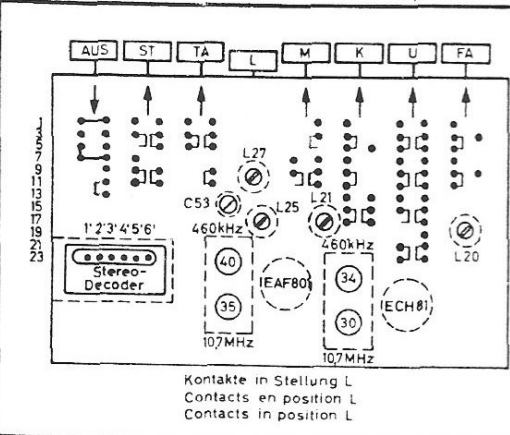 AUS ST TA L M K U FA
1
3
5
7
9
11
13
15
17
19
21
23
L27
C53
L25
L21
L20
460kHz
460kHz
1' 2' 3' 4' 5' 6'
Stereo-
Decoder
40
35
EAF801
34
30
ECH81
10,7MHz
10,7MHz
Kontakte in Stellung L
Contacts en position L
Contacts in position L